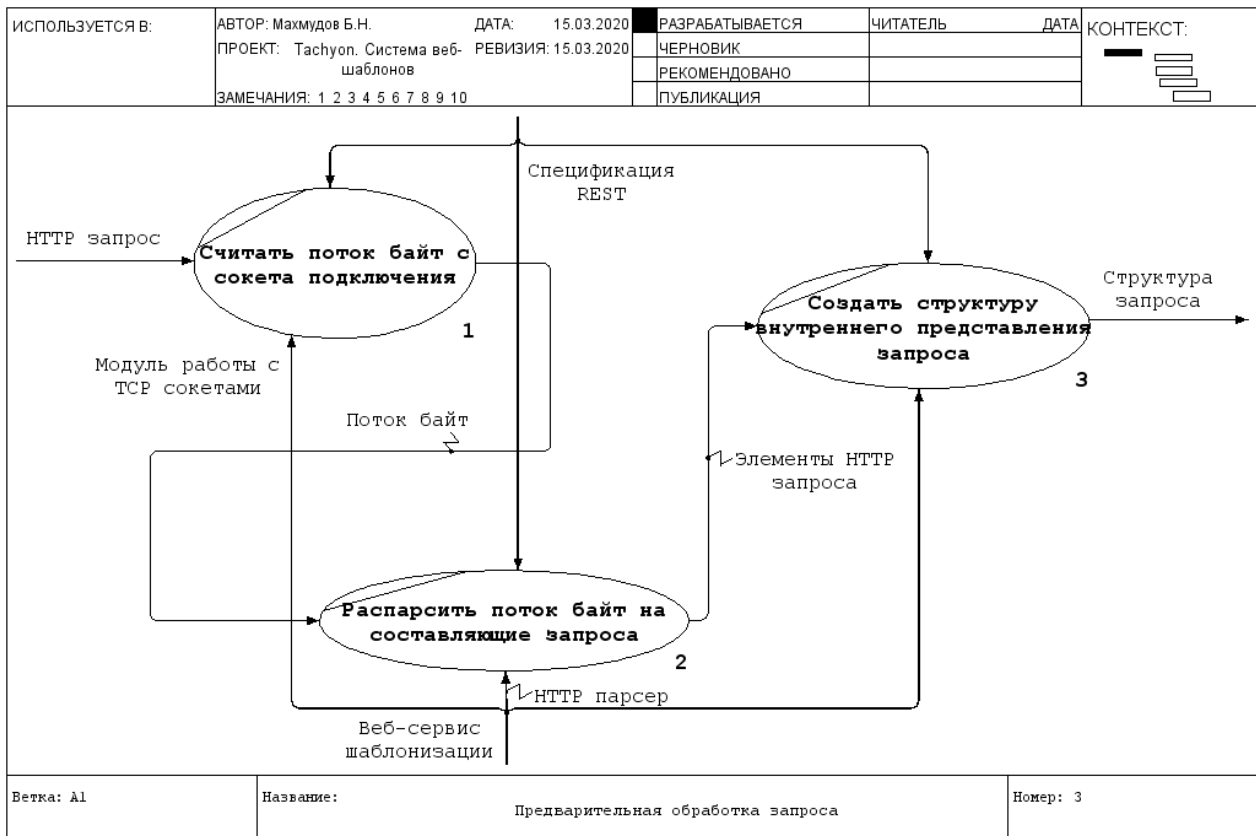 ИСПОЛЬЗУЕТСЯ В:
АВТОР: Махмудов Б.Н.
ДАТА: 15.03.2020
ПРОЕКТ: Tachyon. Система веб-
шаблонов
РЕВИЗИЯ: 15.03.2020
ЗАМЕЧАНИЯ: 1 2 3 4 5 6 7 8 9 10
РАЗРАБАТЫВАЕТСЯ
ЧЕРНОВИК
РЕКОМЕНДОВАНО
ПУБЛИКАЦИЯ
ЧИТАТЕЛЬ
ДАТА
КОНТЕКСТ:
Спецификация
REST
HTTP запрос
Считать поток байт с
сокета подключения
1
Структура
запроса
Создать структуру
внутреннего представления
запроса
3
Модуль работы с
TCP сокетами
Поток байт
Элементы HTTP
запроса
Распарсить поток байт на
составляющие запроса
2
HTTP парсер
Веб-сервис
шаблонизации
Ветка: A1
Название:
Предварительная обработка запроса
Номер: 3